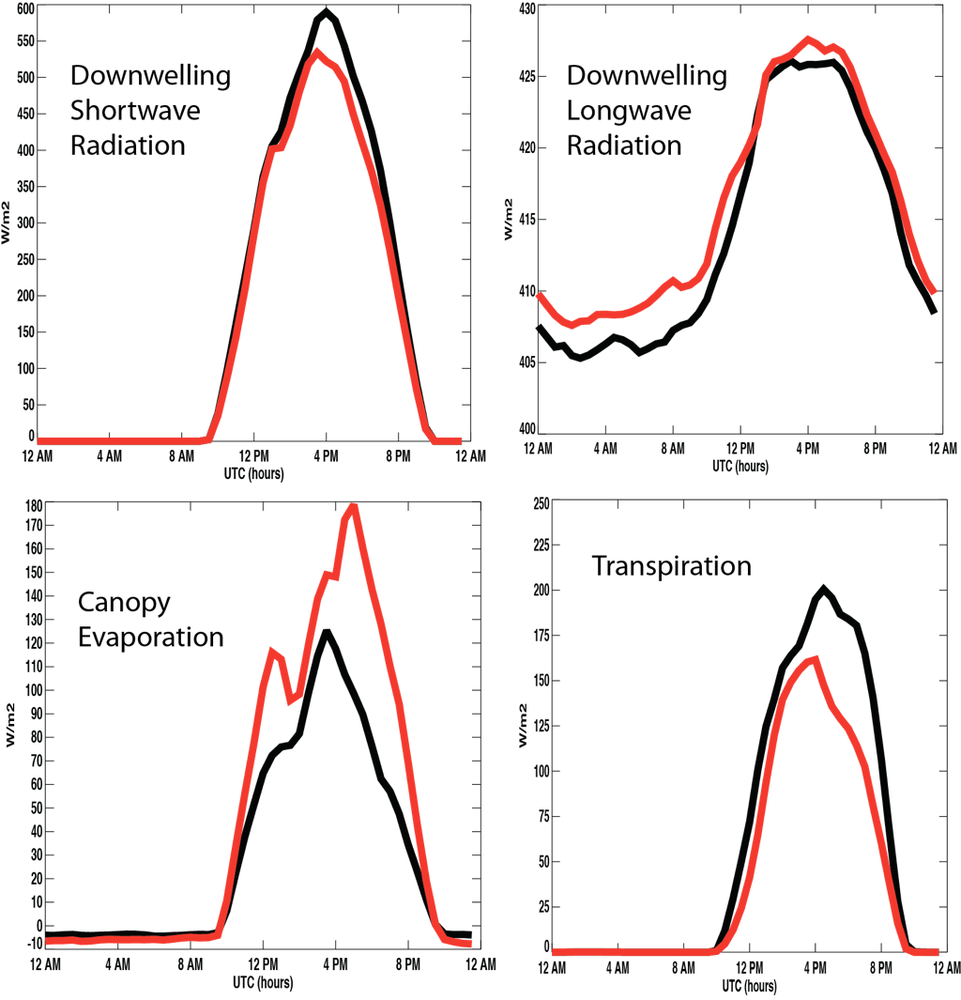 600
550
500
450
400
350
300
250
200
150
100
50
0
W/m2
Downwelling
Shortwave
Radiation
12 AM 4 AM 8 AM 12 PM 4 PM 8 PM 12 AM
UTC (hours)
430
425
420
415
410
405
400
W/m2
Downwelling
Longwave
Radiation
12 AM 4 AM 8 AM 12 PM 4 PM 8 PM 12 AM
UTC (hours)
180
170
160
150
140
130
120
110
100
90
80
70
60
50
40
30
20
10
0
-10
W/m2
Canopy
Evaporation
12 AM 4 AM 8 AM 12 PM 4 PM 8 PM 12 AM
UTC (hours)
250
225
200
175
150
125
100
75
50
25
0
W/m2
Transpiration
12 AM 4 AM 8 AM 12 PM 4 PM 8 PM 12 AM
UTC (hours)